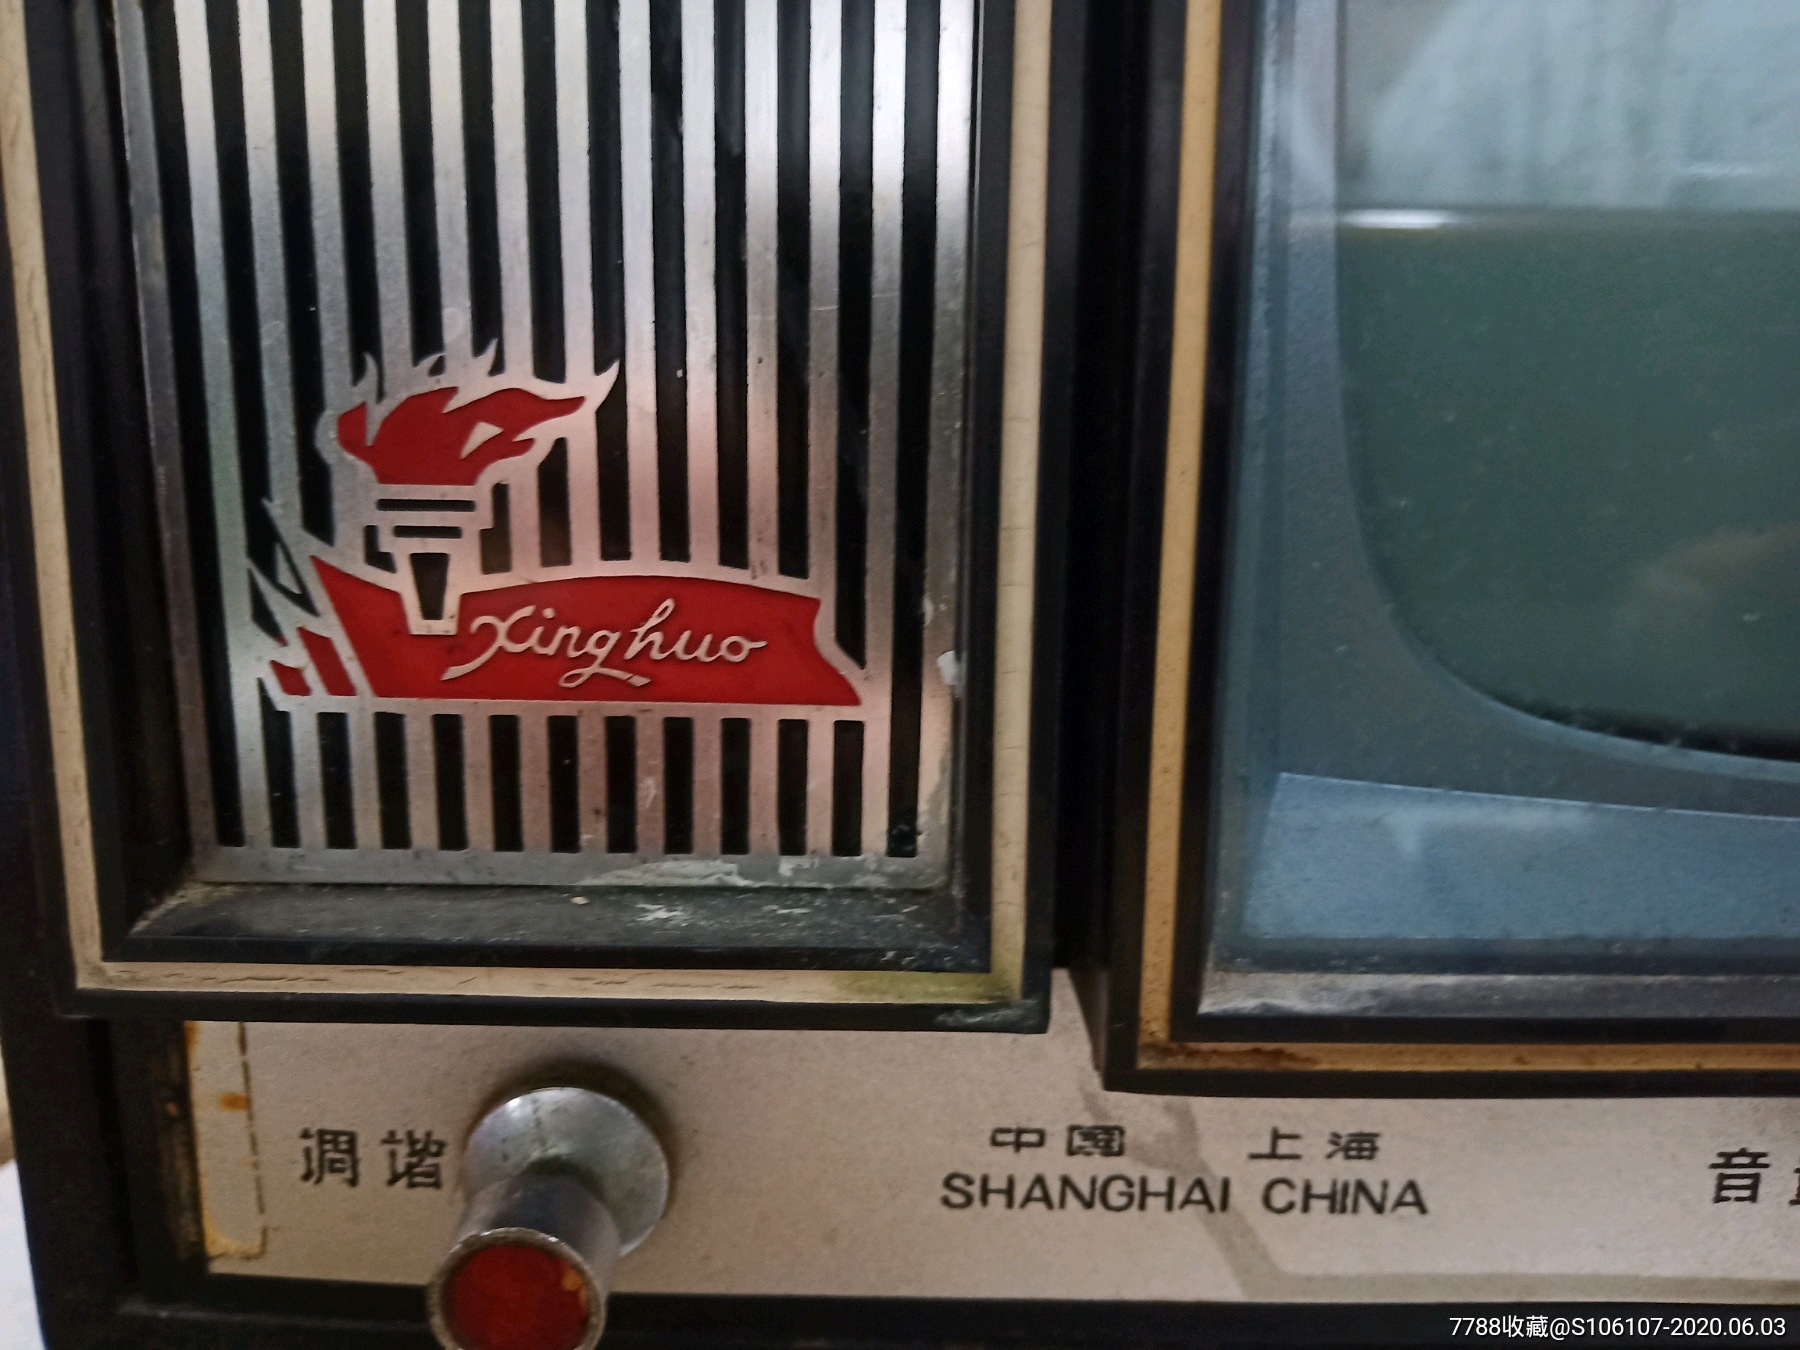 Xinghuo
调谐
中國 上海
SHANGHAI CHINA
音
7788收藏@S106107-2020.06.03